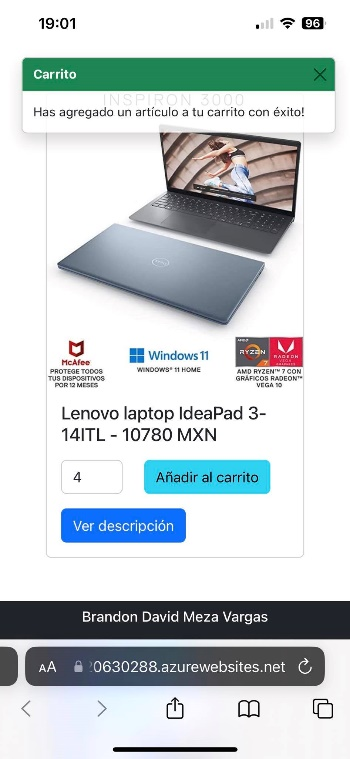 19:01
96
Carrito
INSPIRON 3000
Has agregado un artículo a tu carrito con éxito!
McAfee
PROTEGE TODOS
TUS DISPOSITIVOS
POR 12 MESES
Windows 11
WINDOWS® 11 HOME
AMD
RYZEN
7
RADEON
VEGA
AMD RYZEN™ 7 CON
GRÁFICOS RADEON™
VEGA 10
Lenovo laptop IdeaPad 3-
14ITL - 10780 MXN
4
Añadir al carrito
Ver descripción
Brandon David Meza Vargas
AA
0630288.azurewebsites.net